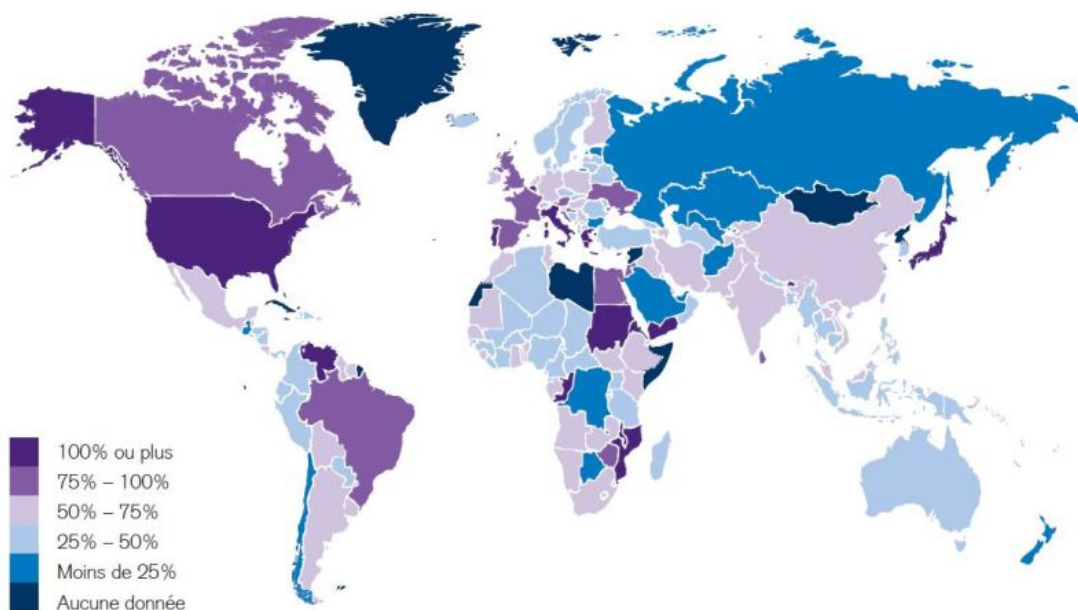 100% ou plus
75% – 100%
50% – 75%
25% – 50%
Moins de 25%
Aucune donnée